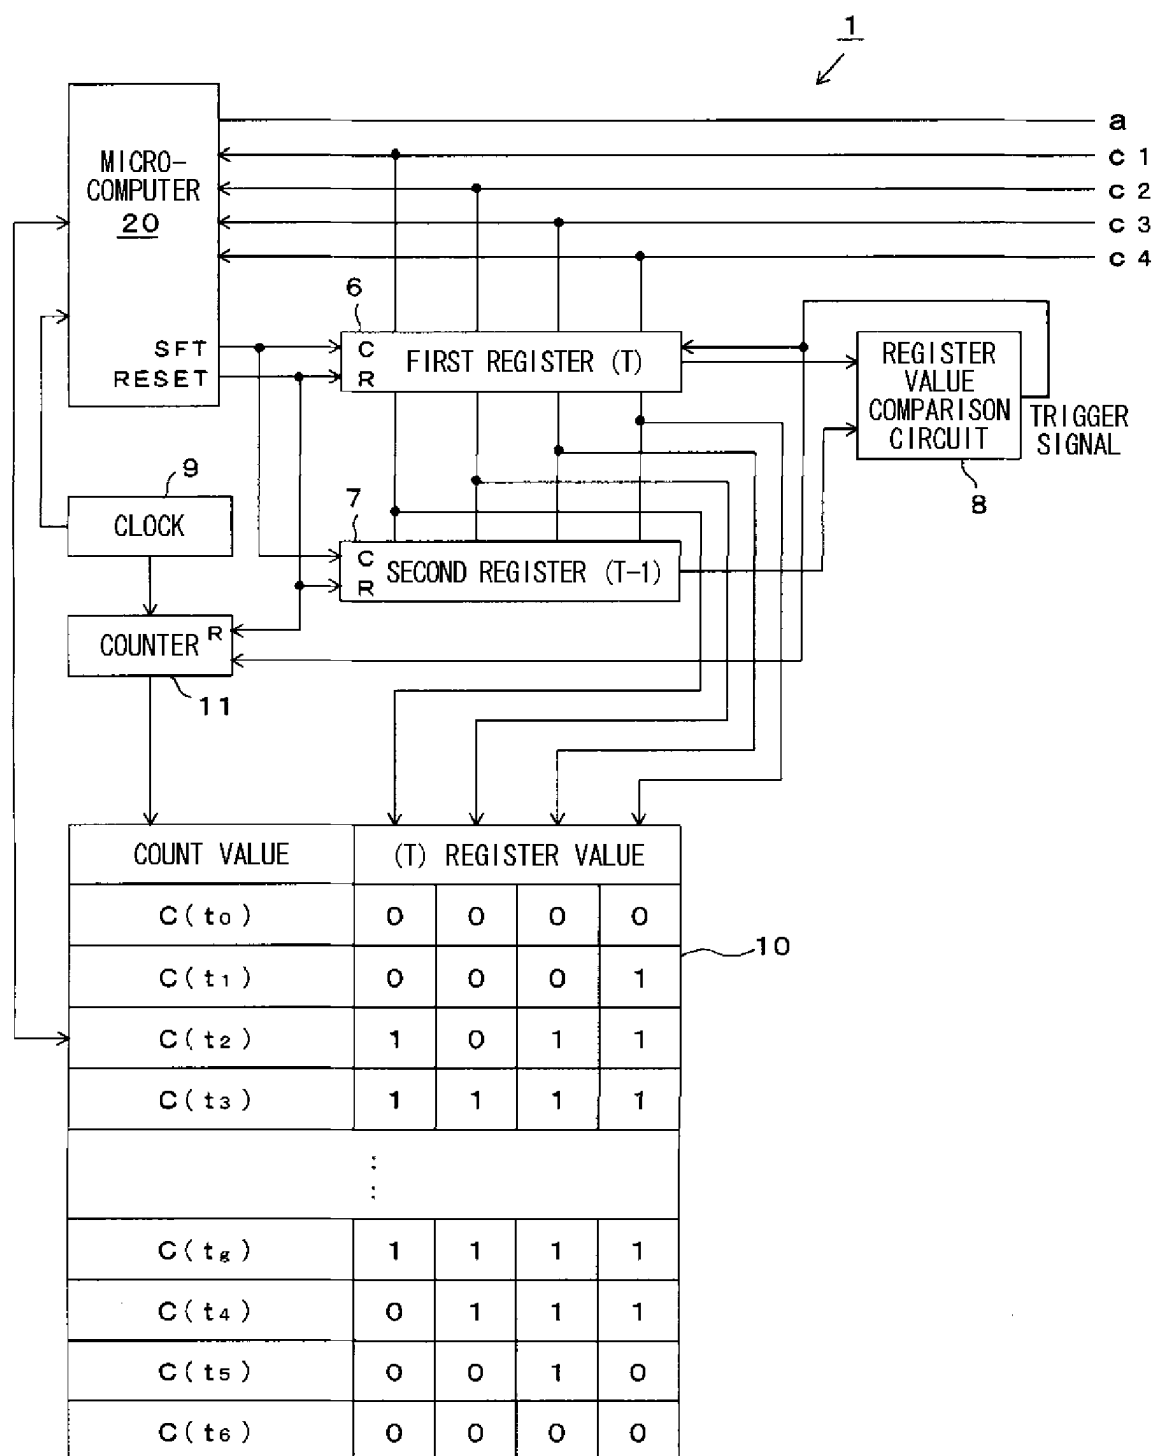 1
a
c 1
c 2
c 3
c 4
MICRO-
COMPUTER
20
SFT
RESET
6
C
R
FIRST REGISTER (T)
REGISTER
VALUE
COMPARISON
CIRCUIT
TRIGGER
SIGNAL
8
9
CLOCK
7
C
R
SECOND REGISTER (T-1)
COUNTER R
11
COUNT VALUE (T) REGISTER VALUE
C(t0) 0 0 0 0
10
C(t1) 0 0 0 1
C(t2) 1 0 1 1
C(t3) 1 1 1 1
⋮
C(tg) 1 1 1 1
C(t4) 0 1 1 1
C(t5) 0 0 1 0
C(t6) 0 0 0 0